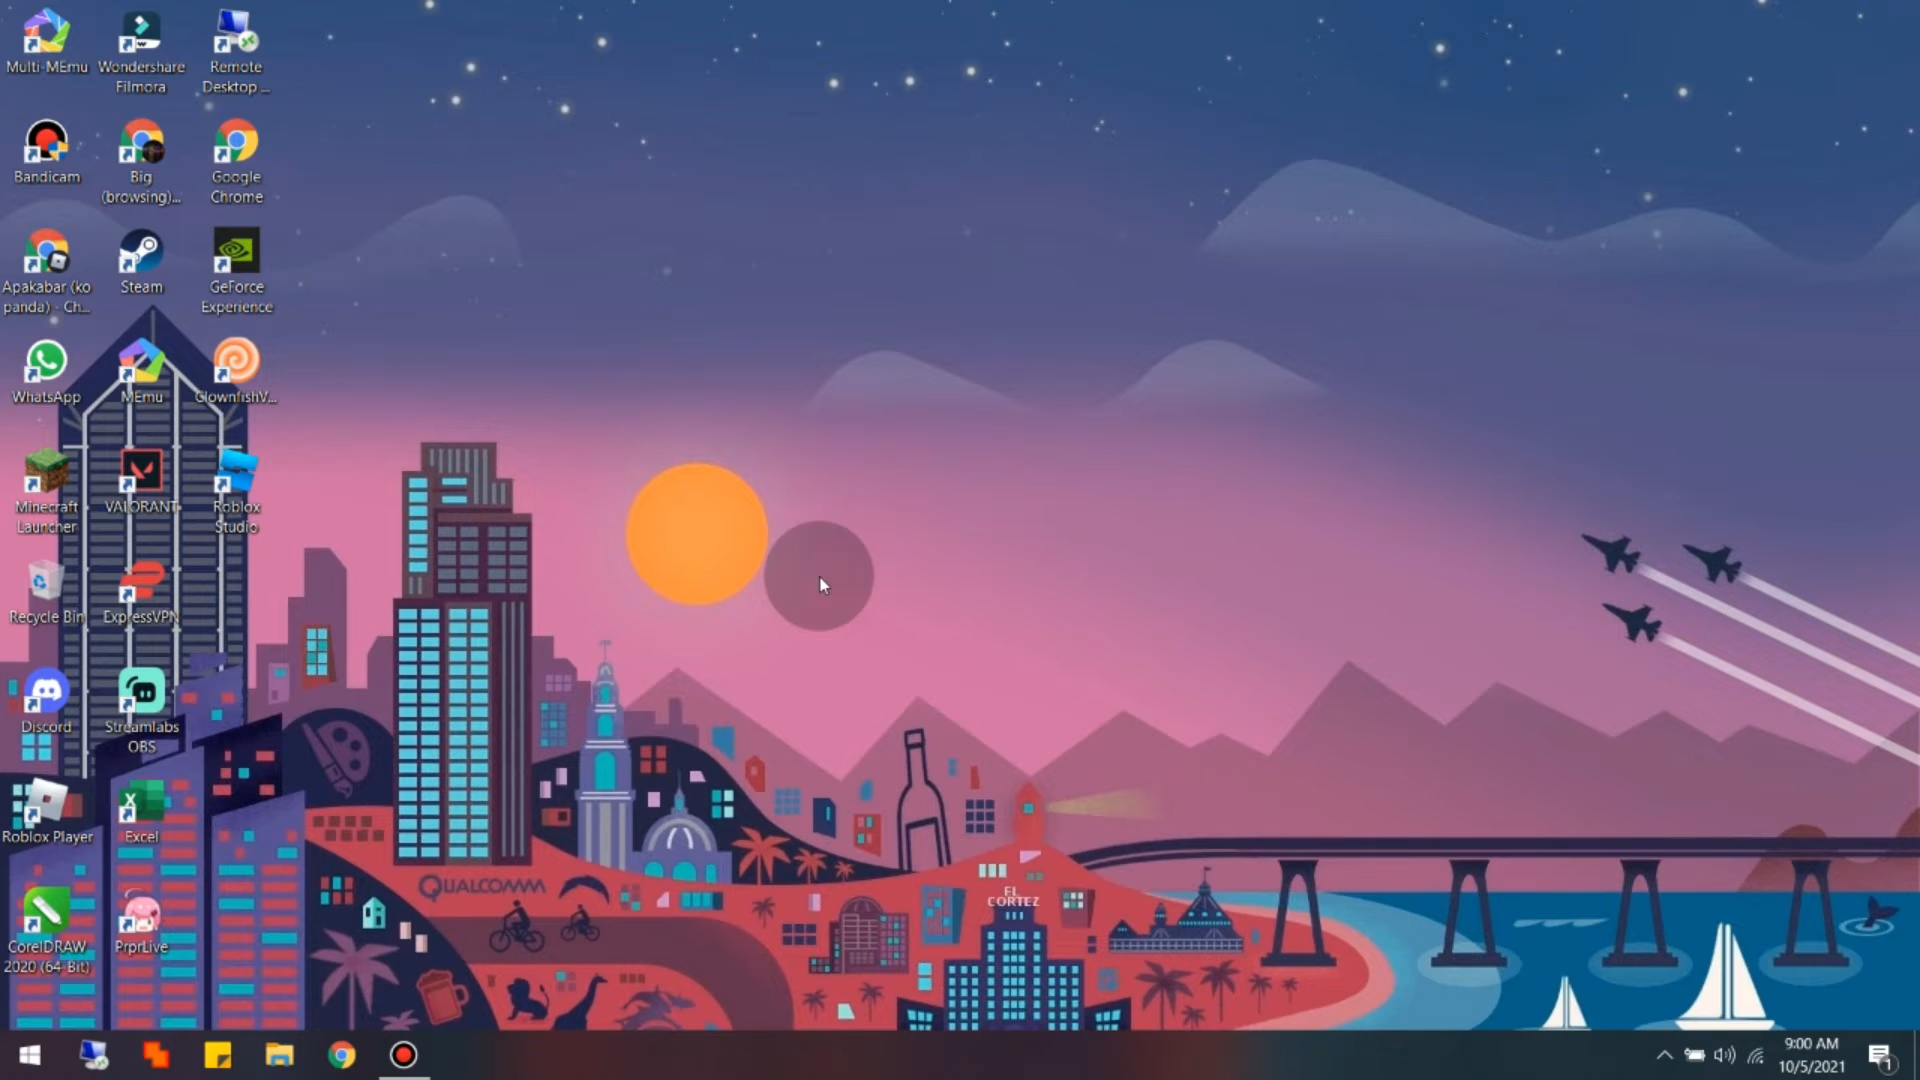 Multi-MEmu
Wondershare
Filmora
Remote
Desktop ...
Bandicam
Big
(browsing)...
Google
Chrome
Apakabar (ko
panda) - Ch...
Steam
GeForce
Experience
WhatsApp
MEmu
ClownfishV...
Minecraft
Launcher
VALORANT
Roblox
Studio
Recycle Bin
ExpressVPN
Discord
Streamlabs
OBS
Roblox Player
Excel
CorelDRAW
2020 (64-Bit)
PrprLive
QUALCOMM
EL
CORTEZ
9:00 AM
10/5/2021
1